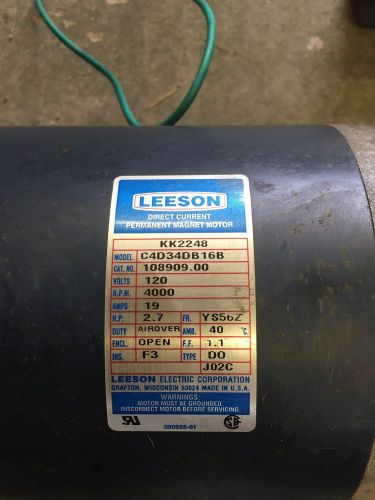 LEESON
DIRECT CURRENT
PERMANENT MAGNET MOTOR
KK2248
MODEL C4D34DB16B
CAT. NO. 108909.00
VOLTS 120
R.P.M. 4000
AMPS 19
H.P. 2.7 FR. YS56Z
DUTY AIROVER AMB. 40 °C.
ENCL. OPEN F.F. 1.1
INS. F3 TYPE DO
J02C
LEESON ELECTRIC CORPORATION
GRAFTON, WISCONSIN 53024 MADE IN U.S.A.
WARNINGS:
MOTOR MUST BE GROUNDED.
DISCONNECT MOTOR BEFORE SERVICING.
080565-01